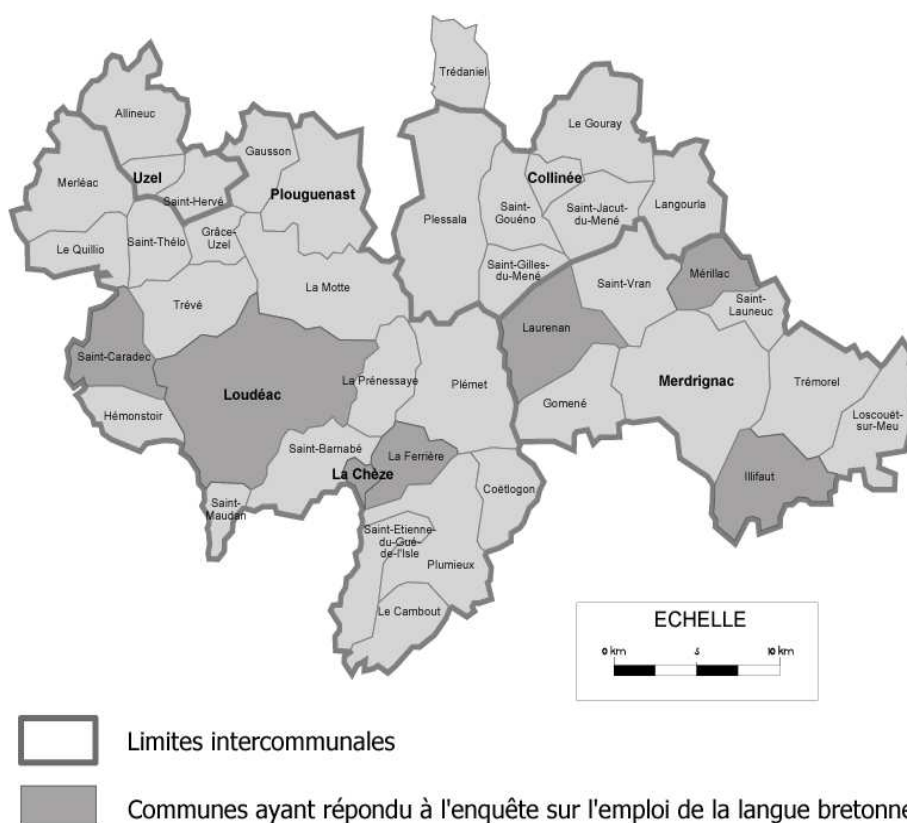 Trédaniel
Allineuc
Le Gouray
Gausson
Merléac
Uzel
Collinée
Saint-Hervé
Plouguenast
Plessala
Saint-
Gouéno
Saint-Jacut-
du-Mené
Langourla
Le Quillio
Saint-Thélo
Grâce-
Uzel
Saint-Gilles-
du-Mené
Saint-Vran
Mérillac
La Motte
Trévé
Saint-
Launeuc
Laurenan
Saint-Caradec
La Prénessaye
Plémet
Merdrignac
Trémorel
Loudéac
Gomené
Hémonstoir
Loscouët-
sur-Meu
Saint-Barnabé
La Ferrière
La Chèze
Illifaut
Coëtlogon
Saint-
Maudan
Saint-Etienne-
du-Gué-
de-l'Isle
Plumieux
Le Cambout
ECHELLE
0 km 5 10 km
Limites intercommunales
Communes ayant répondu à l'enquête sur l'emploi de la langue bretonne